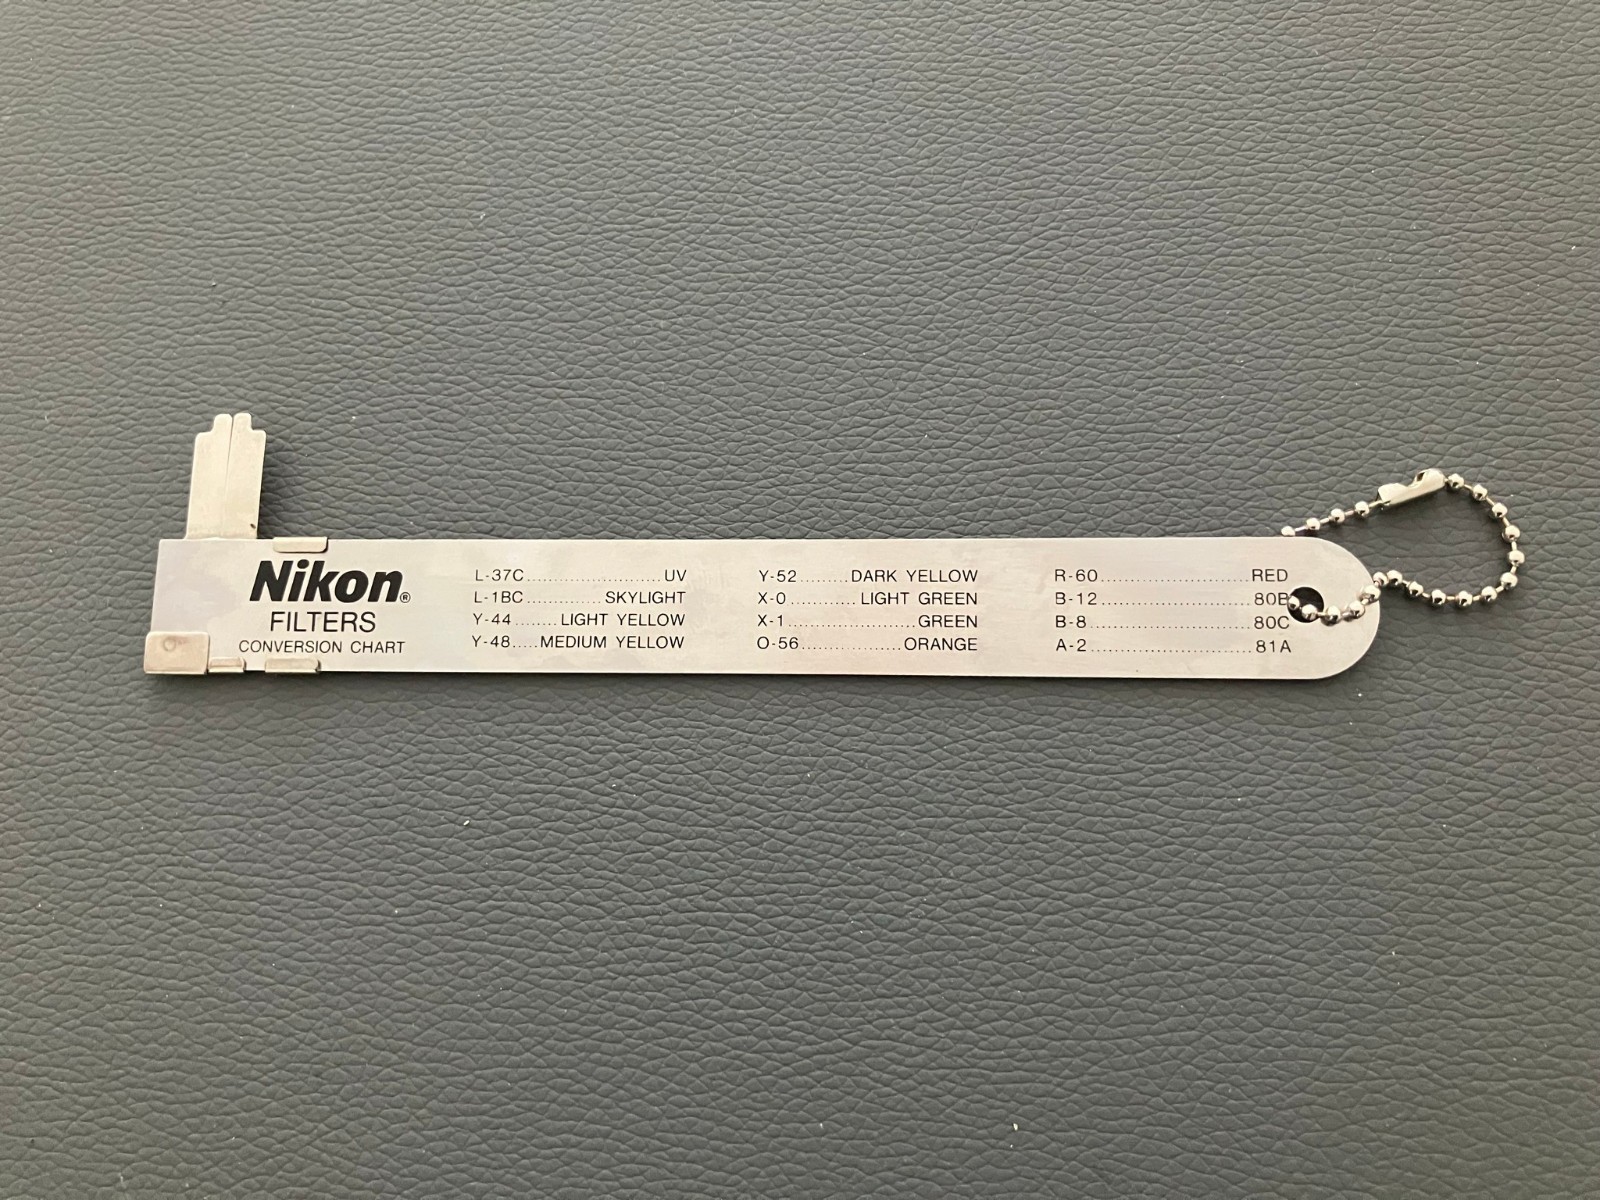 Nikon®
FILTERS
CONVERSION CHART
L-37C........................UV
L-1BC..............SKYLIGHT
Y-44........LIGHT YELLOW
Y-48.....MEDIUM YELLOW
Y-52.......DARK YELLOW
X-0............LIGHT GREEN
X-1........................GREEN
O-56...................ORANGE
R-60..........................RED
B-12..........................80B
B-8............................80C
A-2............................81A